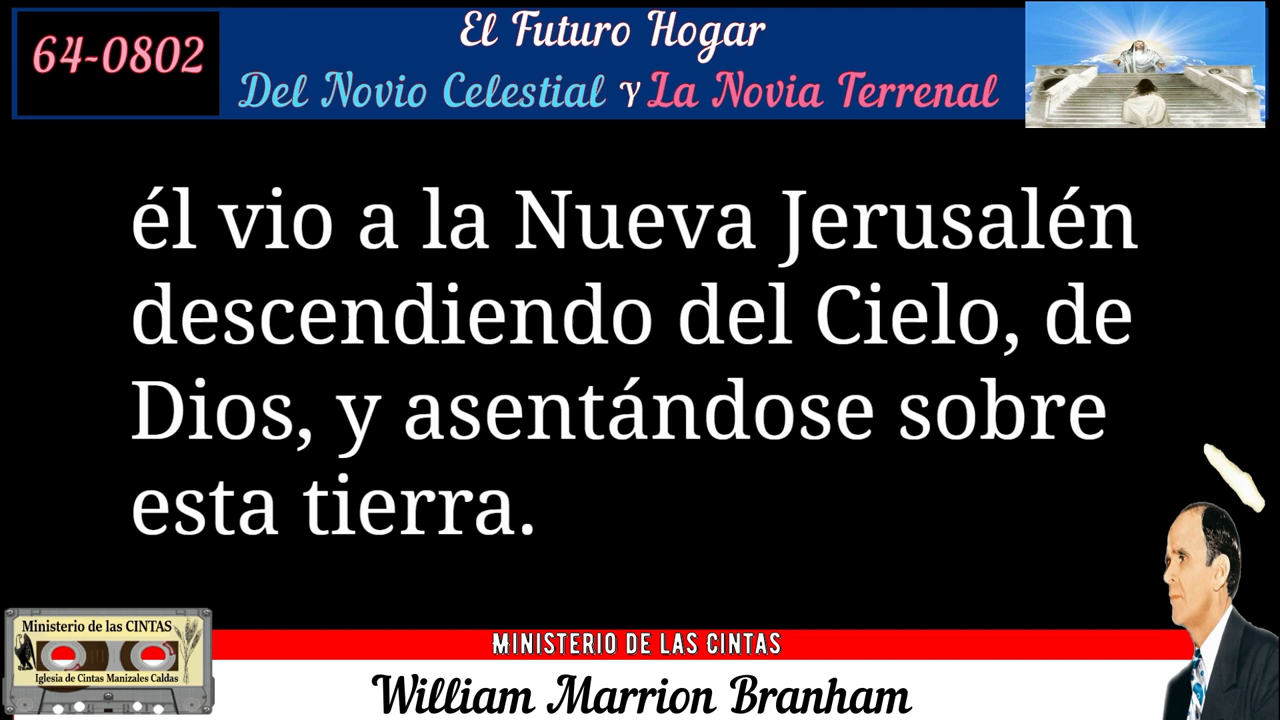 64-0802
El Futuro Hogar
Del Novio Celestial y La Novia Terrenal
él vio a la Nueva Jerusalén
descendiendo del Cielo, de
Dios, y asentándose sobre
esta tierra.
Ministerio de las CINTAS
Iglesia de Cintas Manizales Caldas
MINISTERIO DE LAS CINTAS
William Marrion Branham